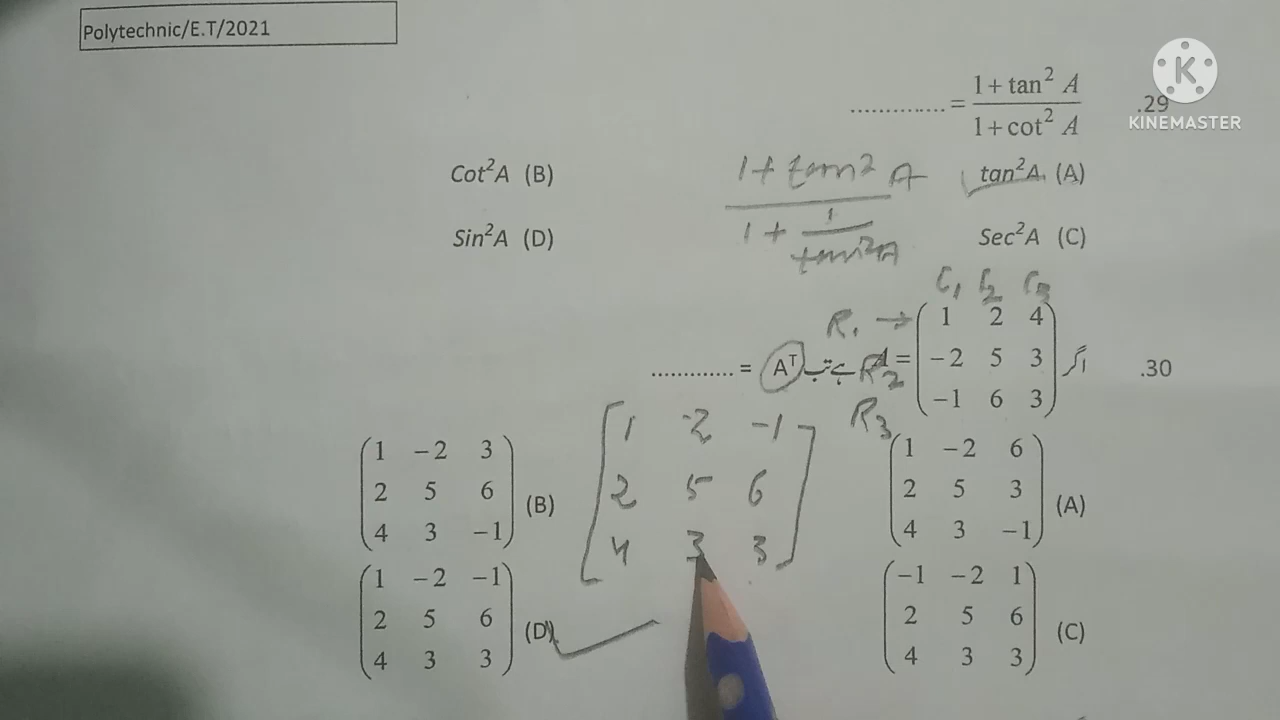 Polytechnic/E.T/2021
KINEMASTER
.29 (1 + tan² A)/(1 + cot² A) = ..............
tan²A (A) Cot²A (B)
Sec²A (C) Sin²A (D)
1 + tan² A
1 + 1/tan²A
C1 C2 C3
R1 →
R2
R3
.30 اگر
1 2 4
-2 5 3
-1 6 3
A = ہے تب Aᵀ = .............
1 -2 -1
2 5 6
4 3 3
(A)
1 -2 6
2 5 3
4 3 -1
(B)
1 -2 3
2 5 6
4 3 -1
(C)
-1 -2 1
2 5 6
4 3 3
(D)
1 -2 -1
2 5 6
4 3 3